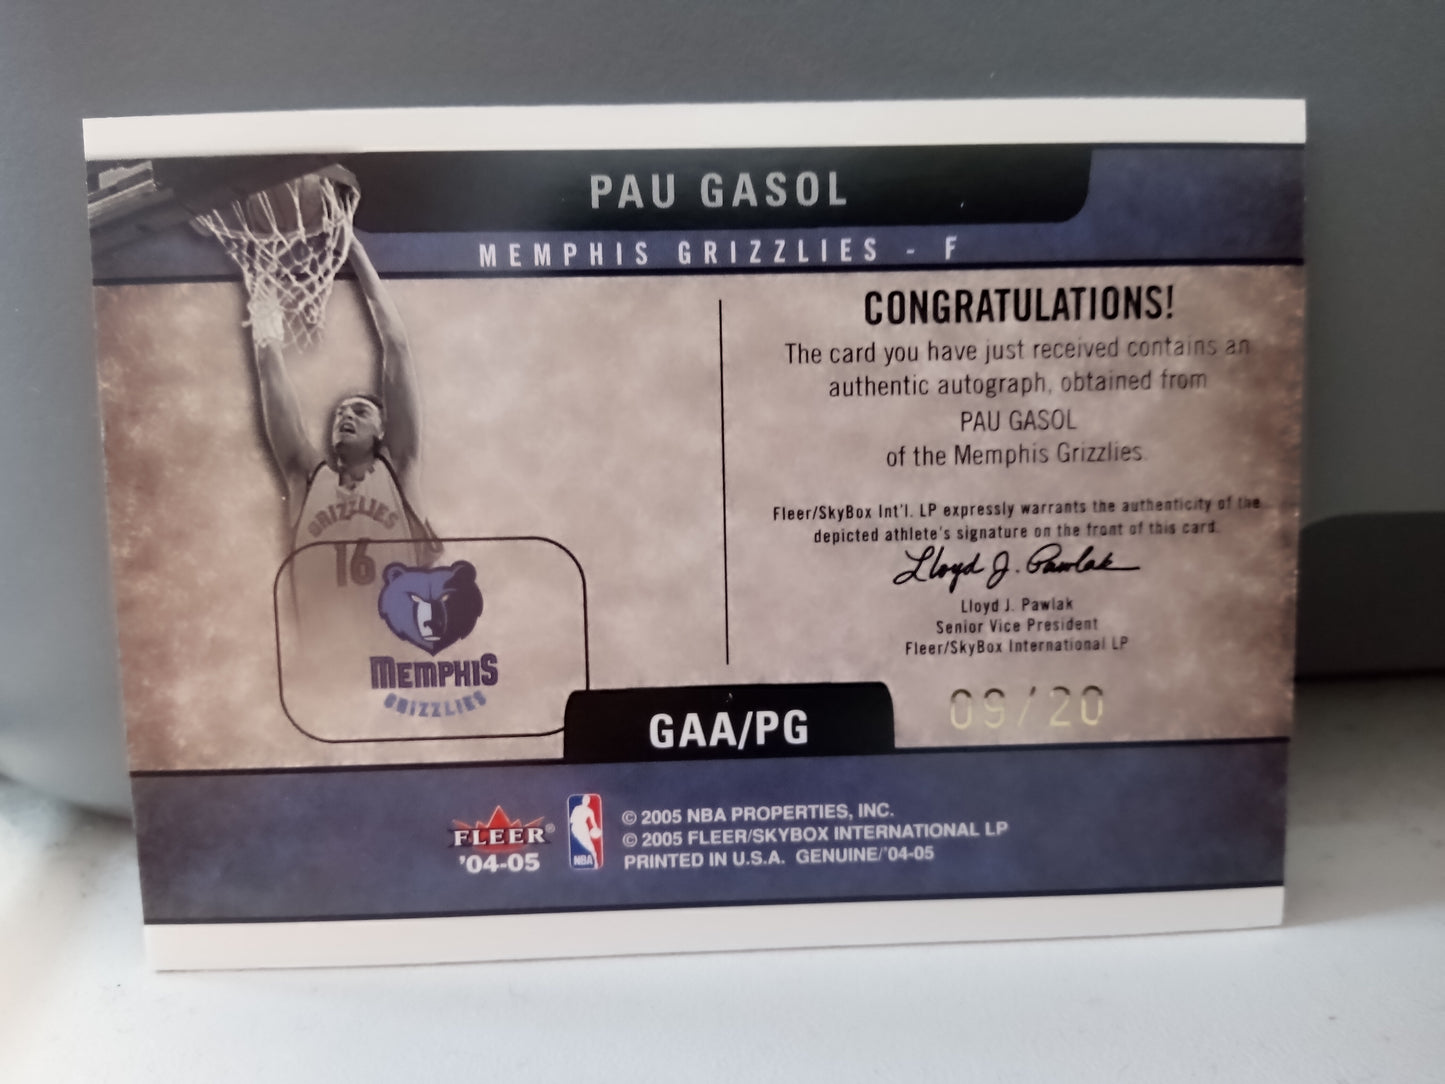 PAU GASOL
MEMPHIS GRIZZLIES - F
CONGRATULATIONS!
The card you have just received contains an
authentic autograph, obtained from
PAU GASOL
of the Memphis Grizzlies.
Fleer/SkyBox Int'l. LP expressly warrants the authenticity of the
depicted athlete's signature on the front of this card.
Lloyd J. Pawlak
Lloyd J. Pawlak
Senior Vice President
Fleer/SkyBox International LP
GRIZZLIES
16
MEMPHIS
GRIZZLIES
GAA/PG
09/20
FLEER®
'04-05
NBA
© 2005 NBA PROPERTIES, INC.
© 2005 FLEER/SKYBOX INTERNATIONAL LP
PRINTED IN U.S.A. GENUINE/'04-05